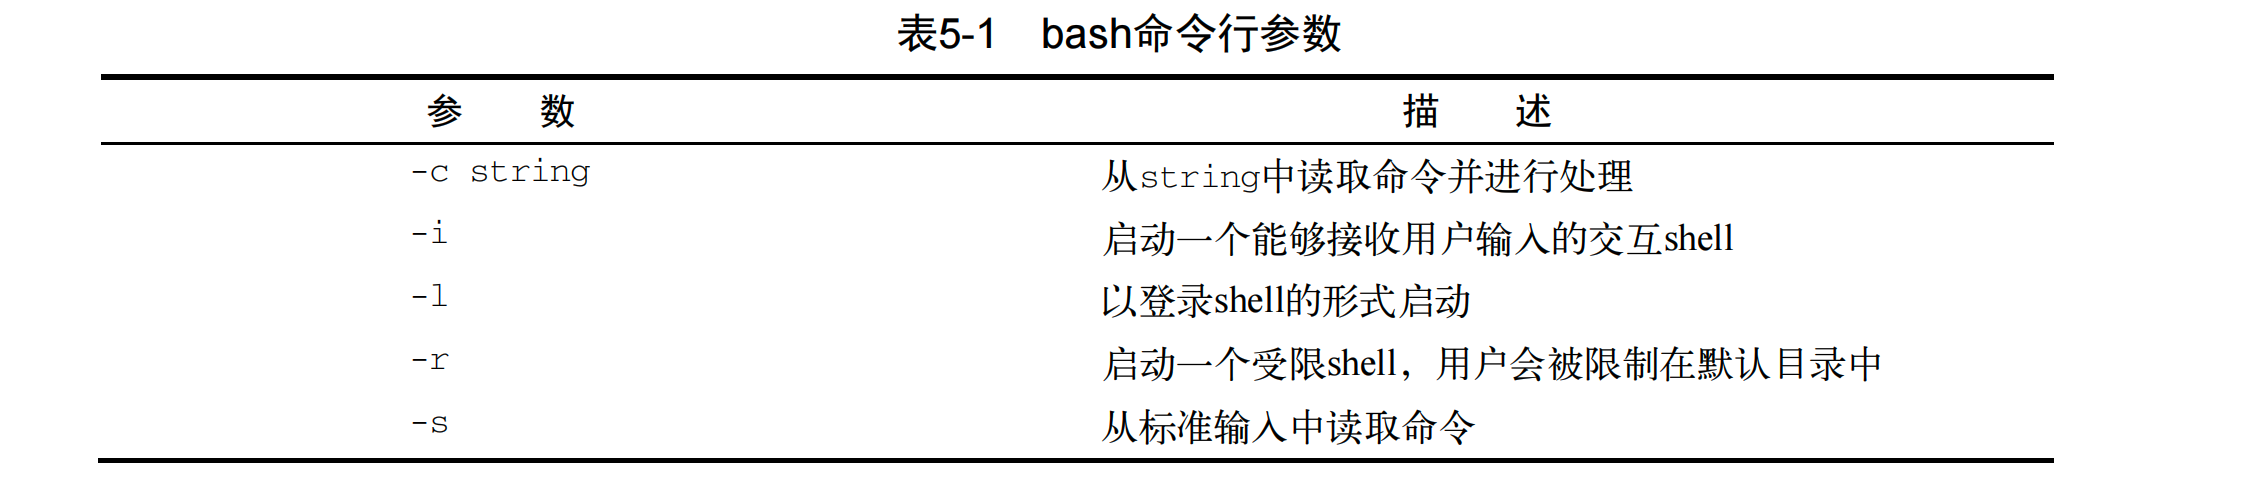 表5-1 bash命令行参数
参 数 描 述
-c string 从string中读取命令并进行处理
-i 启动一个能够接收用户输入的交互shell
-l 以登录shell的形式启动
-r 启动一个受限shell，用户会被限制在默认目录中
-s 从标准输入中读取命令